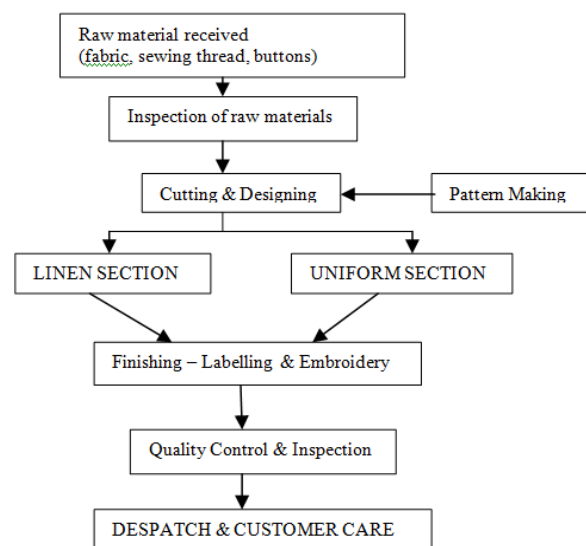 Raw material received
(fabric, sewing thread, buttons)
Inspection of raw materials
Cutting & Designing
Pattern Making
LINEN SECTION
UNIFORM SECTION
Finishing – Labelling & Embroidery
Quality Control & Inspection
DESPATCH & CUSTOMER CARE